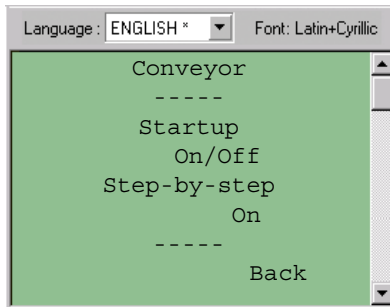 Language : ENGLISH * Font: Latin+Cyrillic
Conveyor
-----
Startup
On/Off
Step-by-step
On
-----
Back